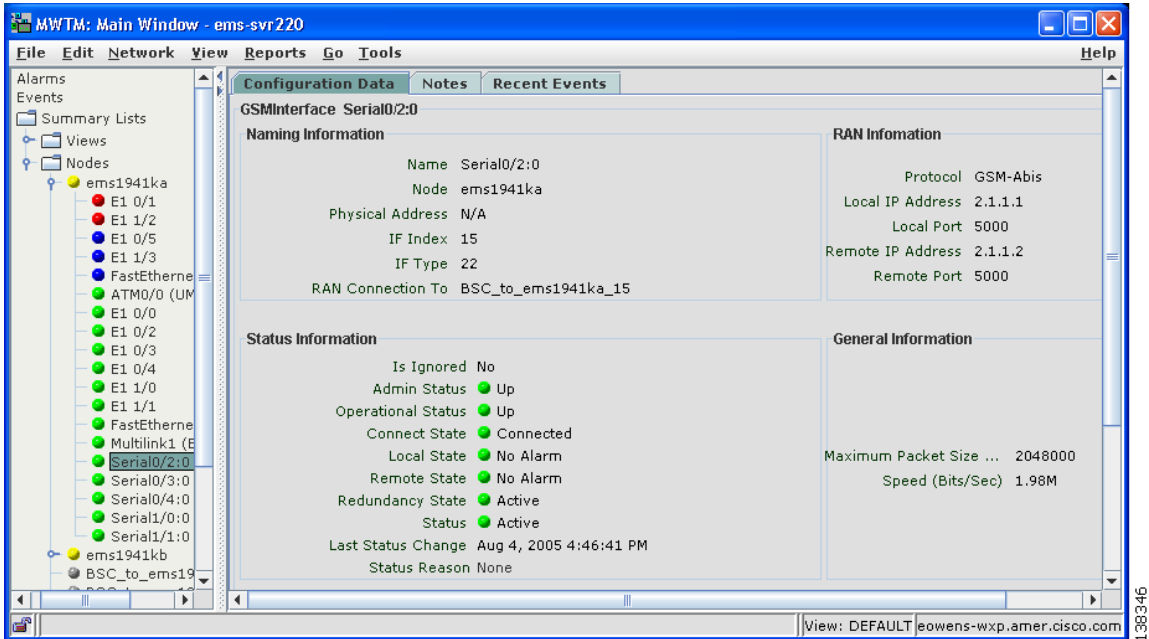 MWTM: Main Window - ems-svr220
File Edit Network View Reports Go Tools Help
Alarms
Events
Summary Lists
Views
Nodes
ems1941ka
E1 0/1
E1 1/2
E1 0/5
E1 1/3
FastEtherne
ATM0/0 (UM
E1 0/0
E1 0/2
E1 0/3
E1 0/4
E1 1/0
E1 1/1
FastEtherne
Multilink1 (E
Serial0/2:0
Serial0/3:0
Serial0/4:0
Serial1/0:0
Serial1/1:0
ems1941kb
BSC_to_ems19
Configuration Data Notes Recent Events
GSMInterface Serial0/2:0
Naming Information
Name Serial0/2:0
Node ems1941ka
Physical Address N/A
IF Index 15
IF Type 22
RAN Connection To BSC_to_ems1941ka_15
RAN Infomation
Protocol GSM-Abis
Local IP Address 2.1.1.1
Local Port 5000
Remote IP Address 2.1.1.2
Remote Port 5000
Status Information
Is Ignored No
Admin Status Up
Operational Status Up
Connect State Connected
Local State No Alarm
Remote State No Alarm
Redundancy State Active
Status Active
Last Status Change Aug 4, 2005 4:46:41 PM
Status Reason None
General Information
Maximum Packet Size ... 2048000
Speed (Bits/Sec) 1.98M
View: DEFAULT eowens-wxp.amer.cisco.com
138346